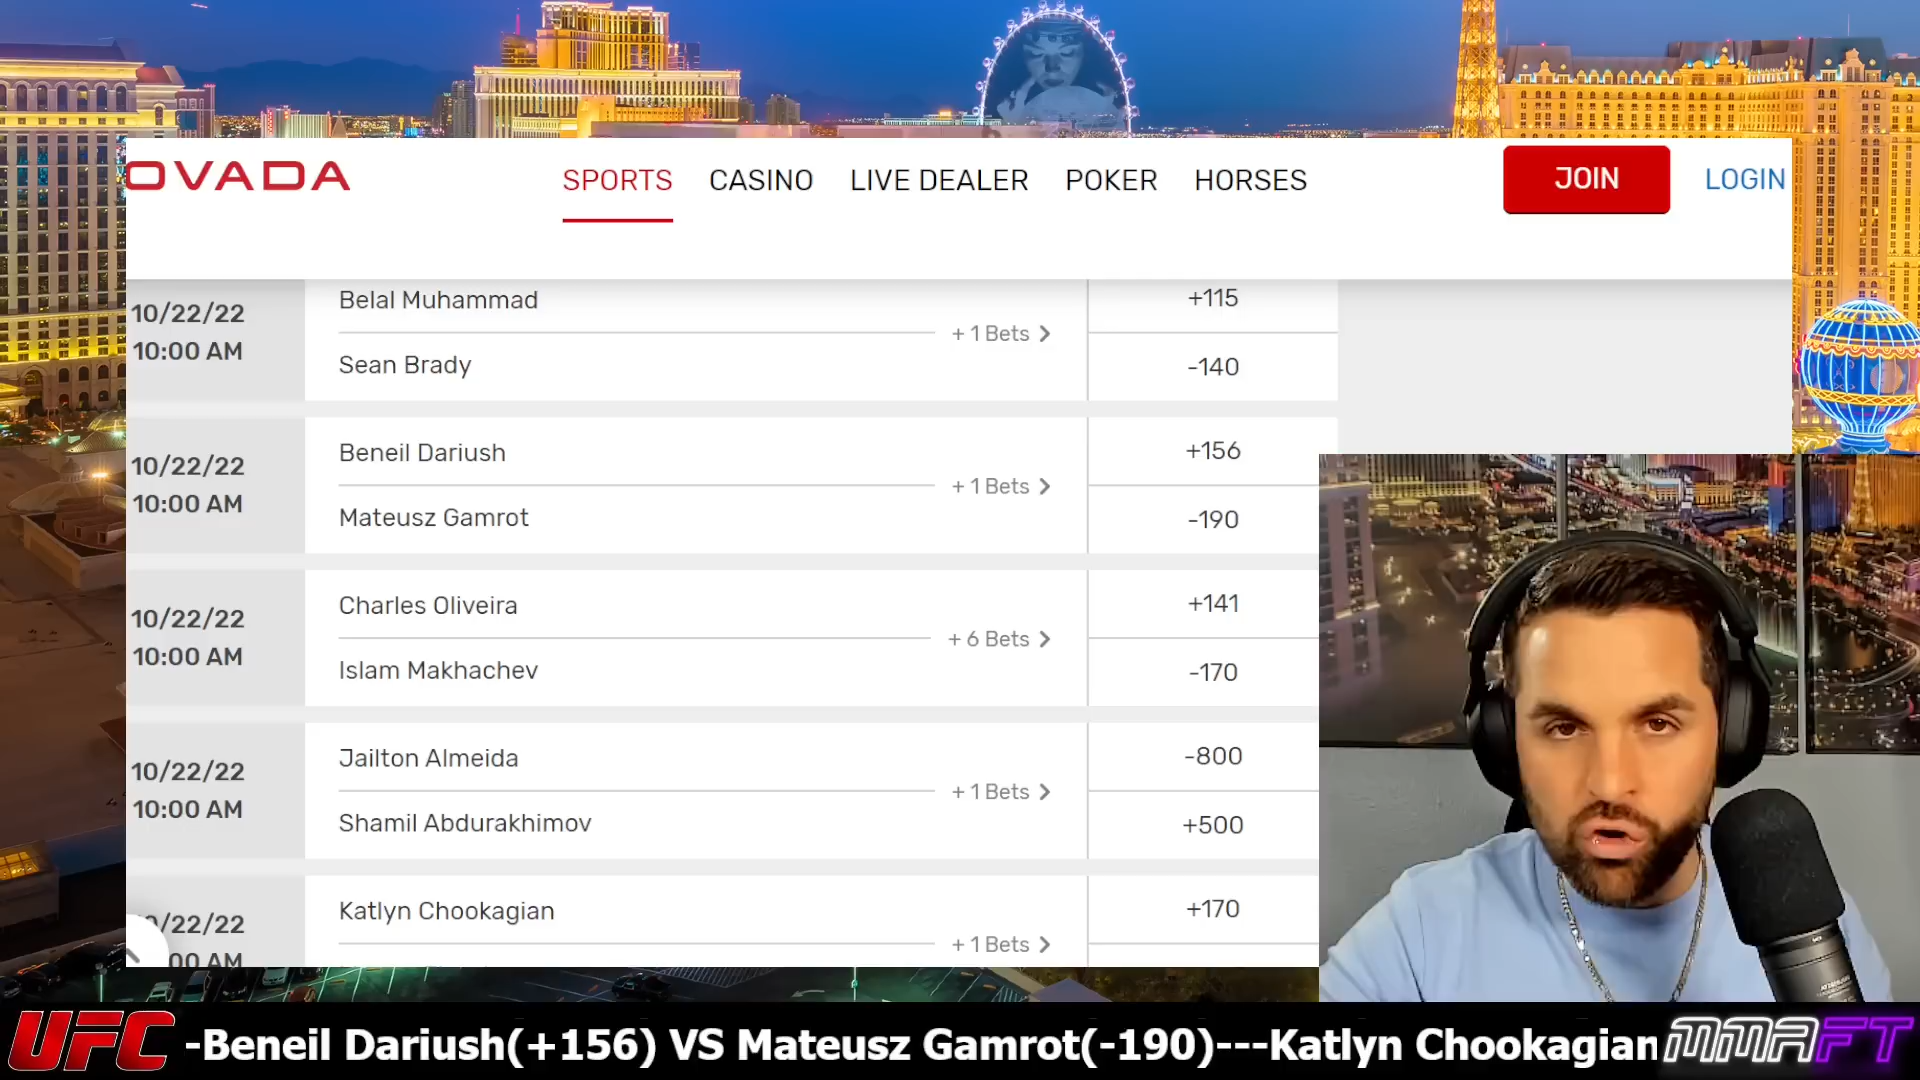 OVADA
SPORTS CASINO LIVE DEALER POKER HORSES
JOIN LOGIN
10/22/22
10:00 AM
Belal Muhammad
+ 1 Bets
Sean Brady
+115
-140
10/22/22
10:00 AM
Beneil Dariush
+ 1 Bets
Mateusz Gamrot
+156
-190
10/22/22
10:00 AM
Charles Oliveira
+ 6 Bets
Islam Makhachev
+141
-170
10/22/22
10:00 AM
Jailton Almeida
+ 1 Bets
Shamil Abdurakhimov
-800
+500
/22/22
00 AM
Katlyn Chookagian
+ 1 Bets
+170
UFC -Beneil Dariush(+156) VS Mateusz Gamrot(-190)---Katlyn Chookagian MMAFT